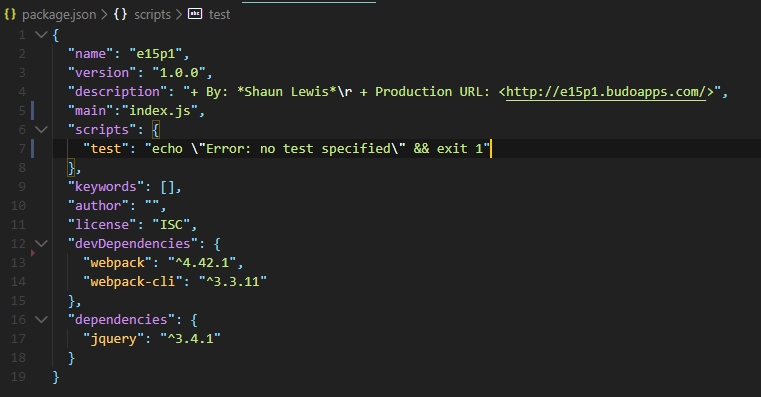 package.json > scripts > test
1 {
2 "name": "e15p1",
3 "version": "1.0.0",
4 "description": "+ By: *Shaun Lewis*\r + Production URL: <http://e15p1.budoapps.com/>",
5 "main":"index.js",
6 "scripts": {
7 "test": "echo \"Error: no test specified\" && exit 1"
8 },
9 "keywords": [],
10 "author": "",
11 "license": "ISC",
12 "devDependencies": {
13 "webpack": "^4.42.1",
14 "webpack-cli": "^3.3.11"
15 },
16 "dependencies": {
17 "jquery": "^3.4.1"
18 }
19 }